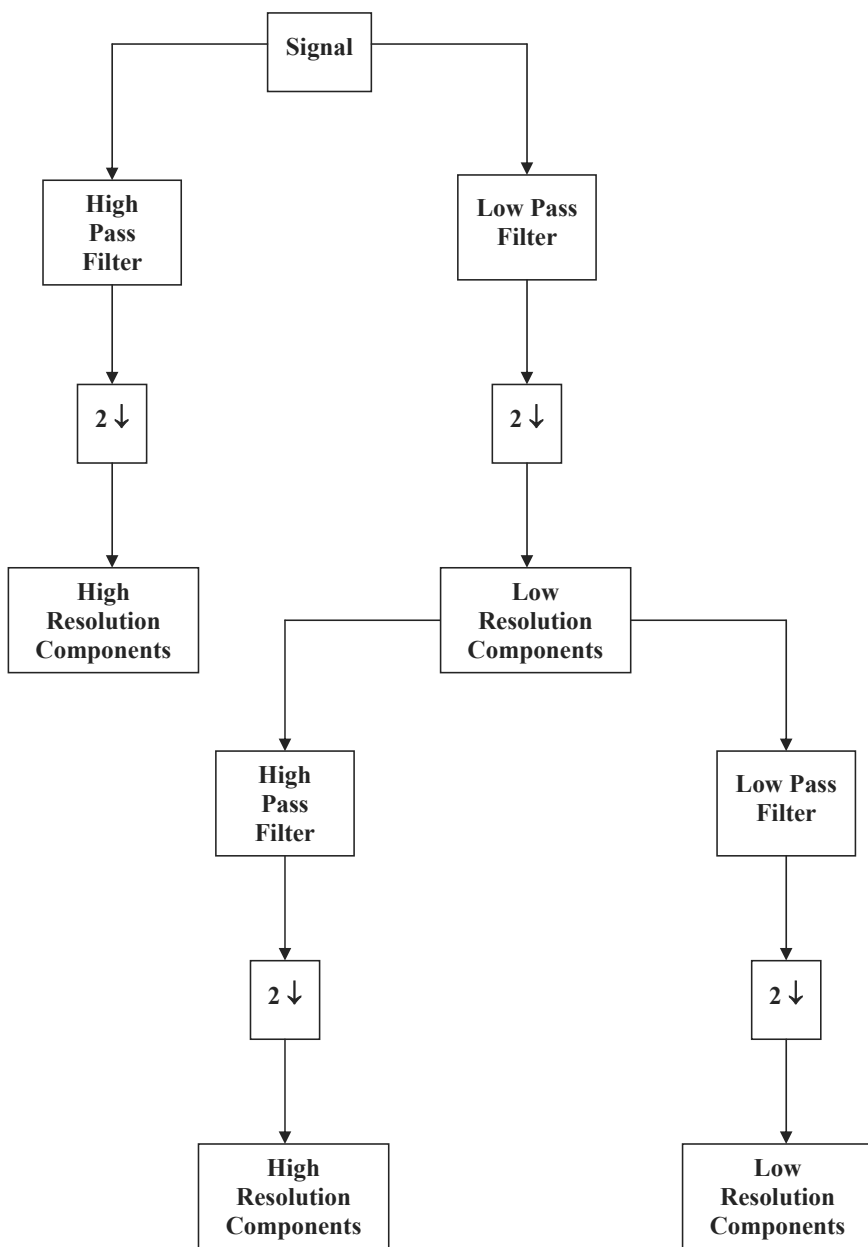 Signal
High
Pass
Filter
Low Pass
Filter
2 ↓
2 ↓
High
Resolution
Components
Low
Resolution
Components
High
Pass
Filter
Low Pass
Filter
2 ↓
2 ↓
High
Resolution
Components
Low
Resolution
Components